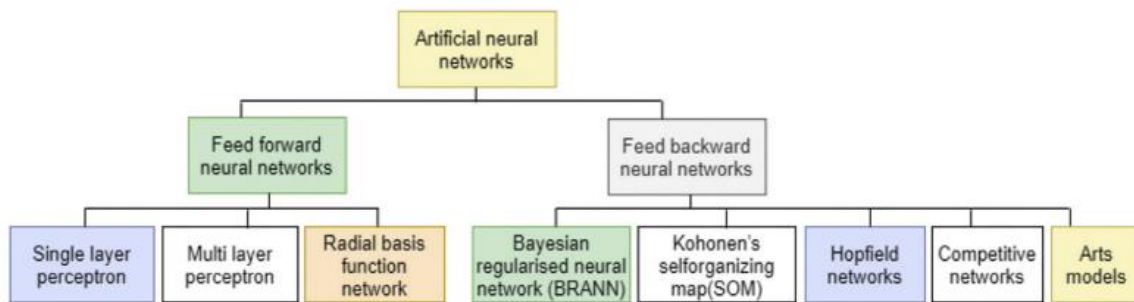 Artificial neural
networks
Feed forward
neural networks
Feed backward
neural networks
Single layer
perceptron
Multi layer
perceptron
Radial basis
function
network
Bayesian
regularised neural
network (BRANN)
Kohonen's
selforganizing
map(SOM)
Hopfield
networks
Competitive
networks
Arts
models